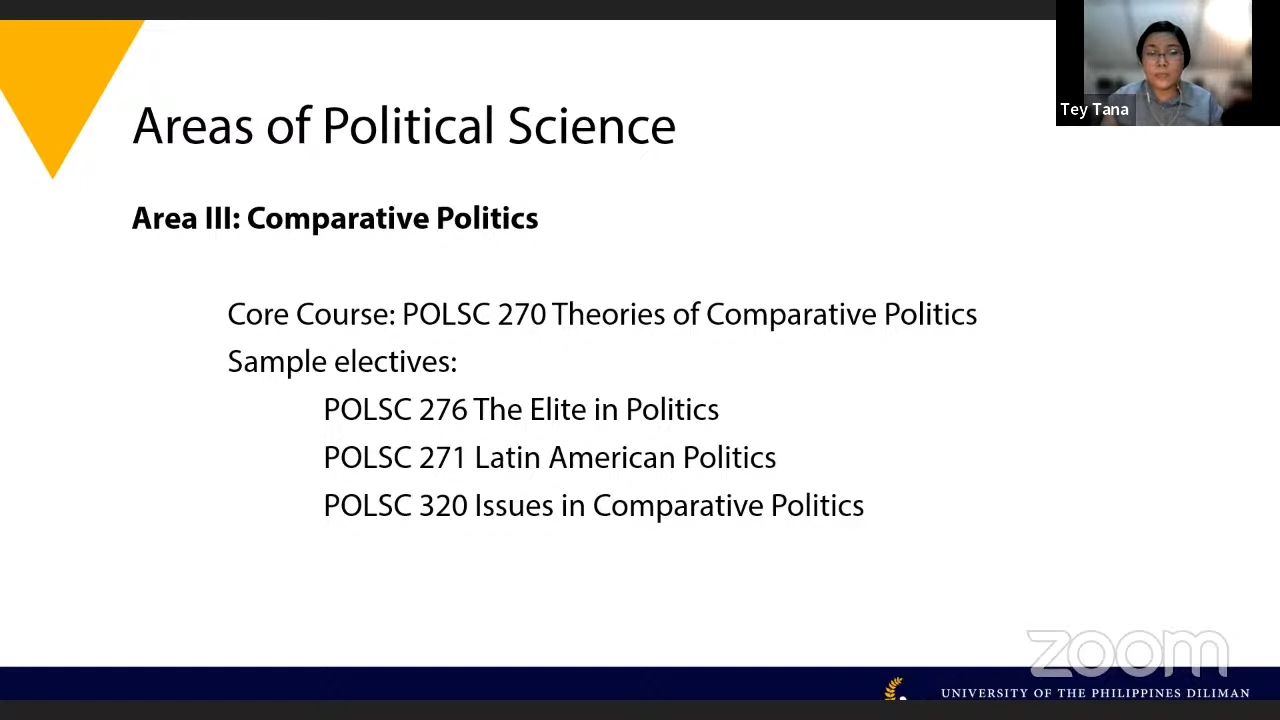 Tey Tana
Areas of Political Science
Area III: Comparative Politics
Core Course: POLSC 270 Theories of Comparative Politics
Sample electives:
POLSC 276 The Elite in Politics
POLSC 271 Latin American Politics
POLSC 320 Issues in Comparative Politics
zoom
UNIVERSITY OF THE PHILIPPINES DILIMAN